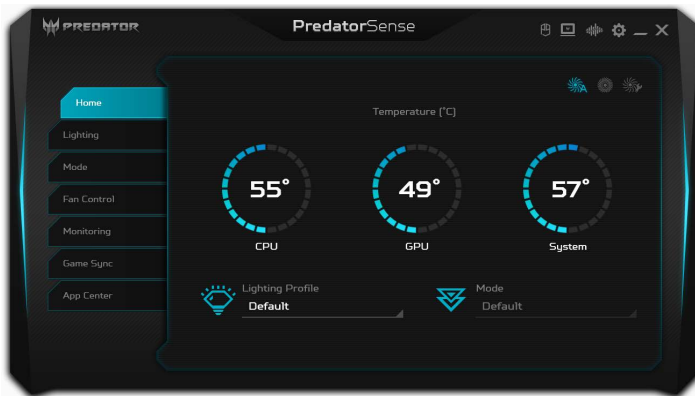 PREDATOR
PredatorSense
Home
Lighting
Mode
Fan Control
Monitoring
Game Sync
App Center
Temperature (°C)
55° 49° 57°
CPU GPU System
Lighting Profile
Default
Mode
Default